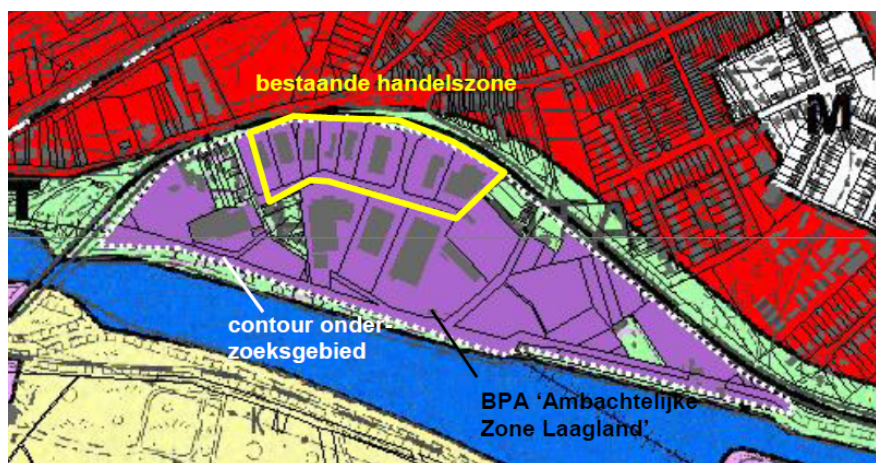 bestaande handelszone
M
T
contour onder-
zoeksgebied
BPA ‘Ambachtelijke
Zone Laagland’
K